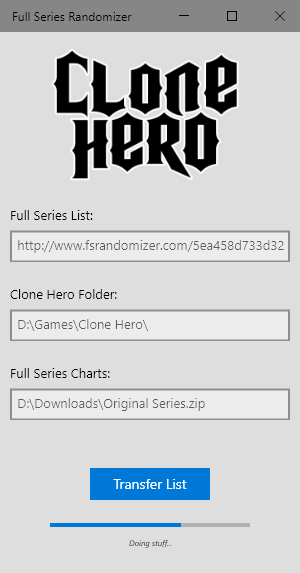 Full Series Randomizer
CLONE
HERO
Full Series List:
http://www.fsrandomizer.com/5ea458d733d32
Clone Hero Folder:
D:\Games\Clone Hero\
Full Series Charts:
D:\Downloads\Original Series.zip
Transfer List
Doing stuff...